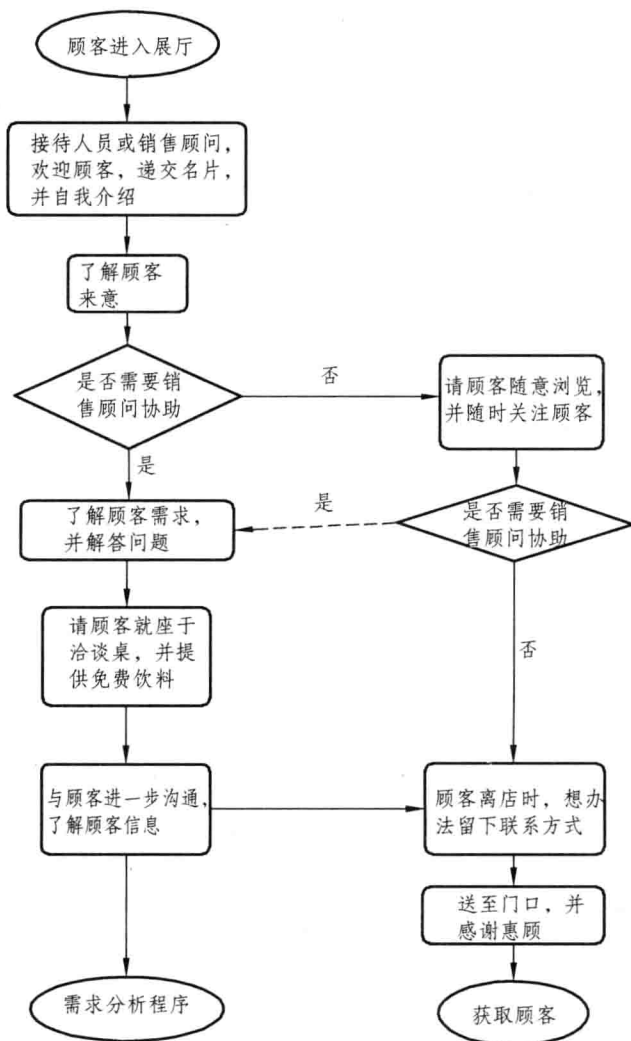 顾客进入展厅
接待人员或销售顾问，
欢迎顾客，递交名片，
并自我介绍
了解顾客
来意
是否需要销
售顾问协助
否
请顾客随意浏览，
并随时关注顾客
是
是
了解顾客需求，
并解答问题
是否需要销
售顾问协助
请顾客就座于
洽谈桌，并提
供免费饮料
否
与顾客进一步沟通，
了解顾客信息
顾客离店时，想办
法留下联系方式
送至门口，并
感谢惠顾
需求分析程序
获取顾客